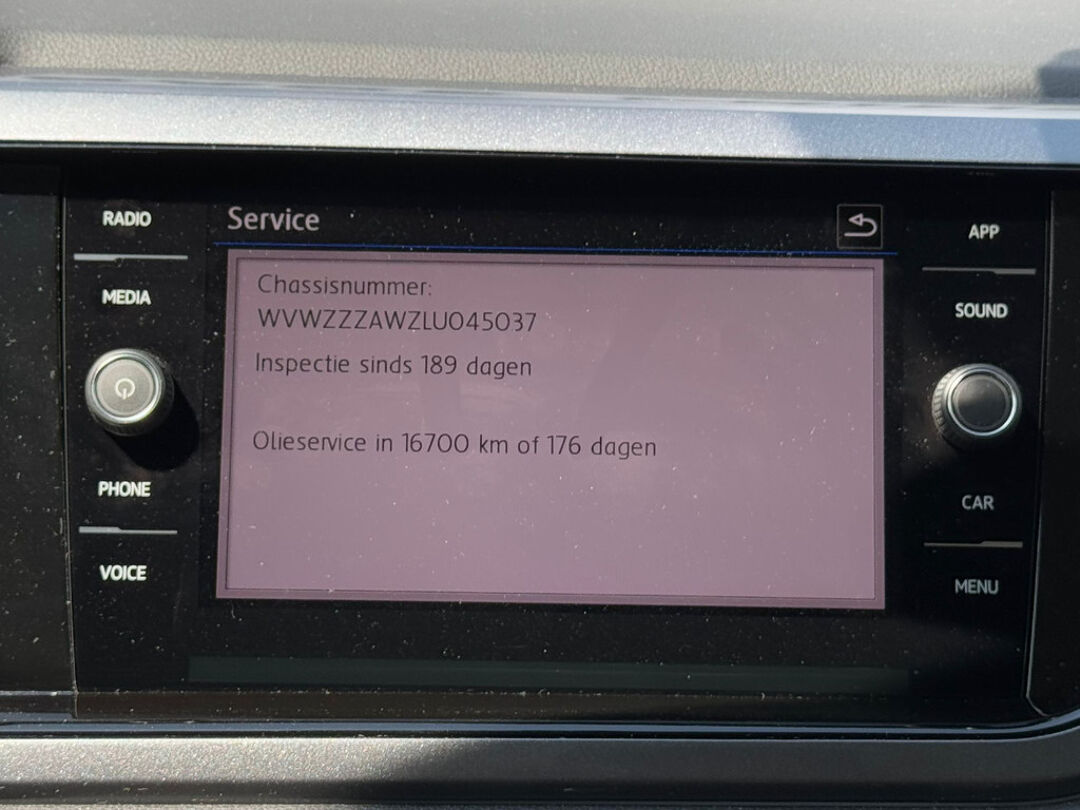 RADIO
MEDIA
PHONE
VOICE
Service
Chassisnummer:
WVWZZZAWZLU045037
Inspectie sinds 189 dagen
Olieservice in 16700 km of 176 dagen
APP
SOUND
CAR
MENU